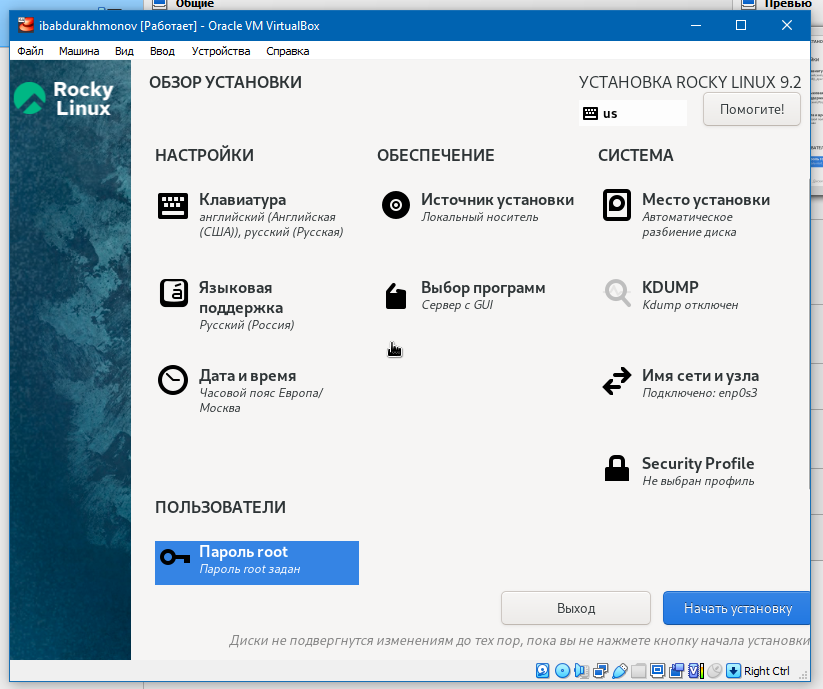 Общие
Превью
ibabdurakhmonov [Работает] - Oracle VM VirtualBox
Файл Машина Вид Ввод Устройства Справка
Rocky
Linux
ОБЗОР УСТАНОВКИ
УСТАНОВКА ROCKY LINUX 9.2
us
Помогите!
НАСТРОЙКИ
Клавиатура
английский (Английская
(США)), русский (Русская)
Языковая
поддержка
Русский (Россия)
Дата и время
Часовой пояс Европа/
Москва
ОБЕСПЕЧЕНИЕ
Источник установки
Локальный носитель
Выбор программ
Сервер с GUI
СИСТЕМА
Место установки
Автоматическое
разбиение диска
KDUMP
Kdump отключен
Имя сети и узла
Подключено: enp0s3
Security Profile
Не выбран профиль
ПОЛЬЗОВАТЕЛИ
Пароль root
Пароль root задан
Выход
Начать установку
Диски не подвергнутся изменениям до тех пор, пока вы не нажмете кнопку начала установки
Right Ctrl